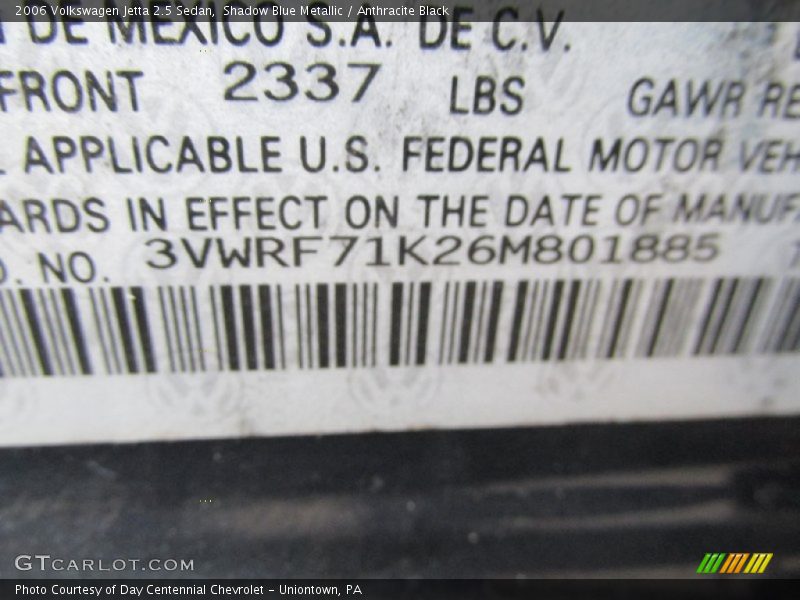 2006 Volkswagen Jetta 2.5 Sedan, Shadow Blue Metallic / Anthracite Black
DE MEXICO S.A. DE C.V.
FRONT 2337 LBS GAWR RE
APPLICABLE U.S. FEDERAL MOTOR VEH
ARDS IN EFFECT ON THE DATE OF MANUFA
. NO. 3VWRF71K26M801885
GTCARLOT.COM
Photo Courtesy of Day Centennial Chevrolet - Uniontown, PA